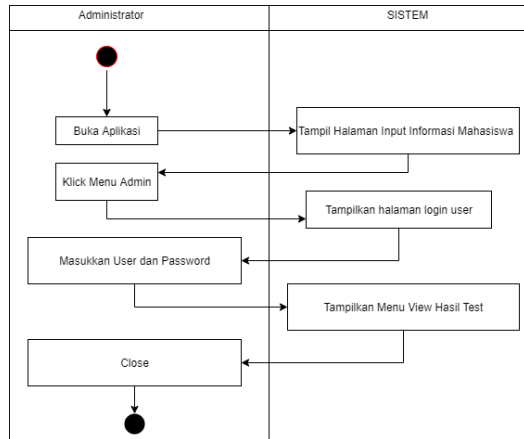 Administrator
SISTEM
Buka Aplikasi
Tampil Halaman Input Informasi Mahasiswa
Klick Menu Admin
Tampilkan halaman login user
Masukkan User dan Password
Tampilkan Menu View Hasil Test
Close